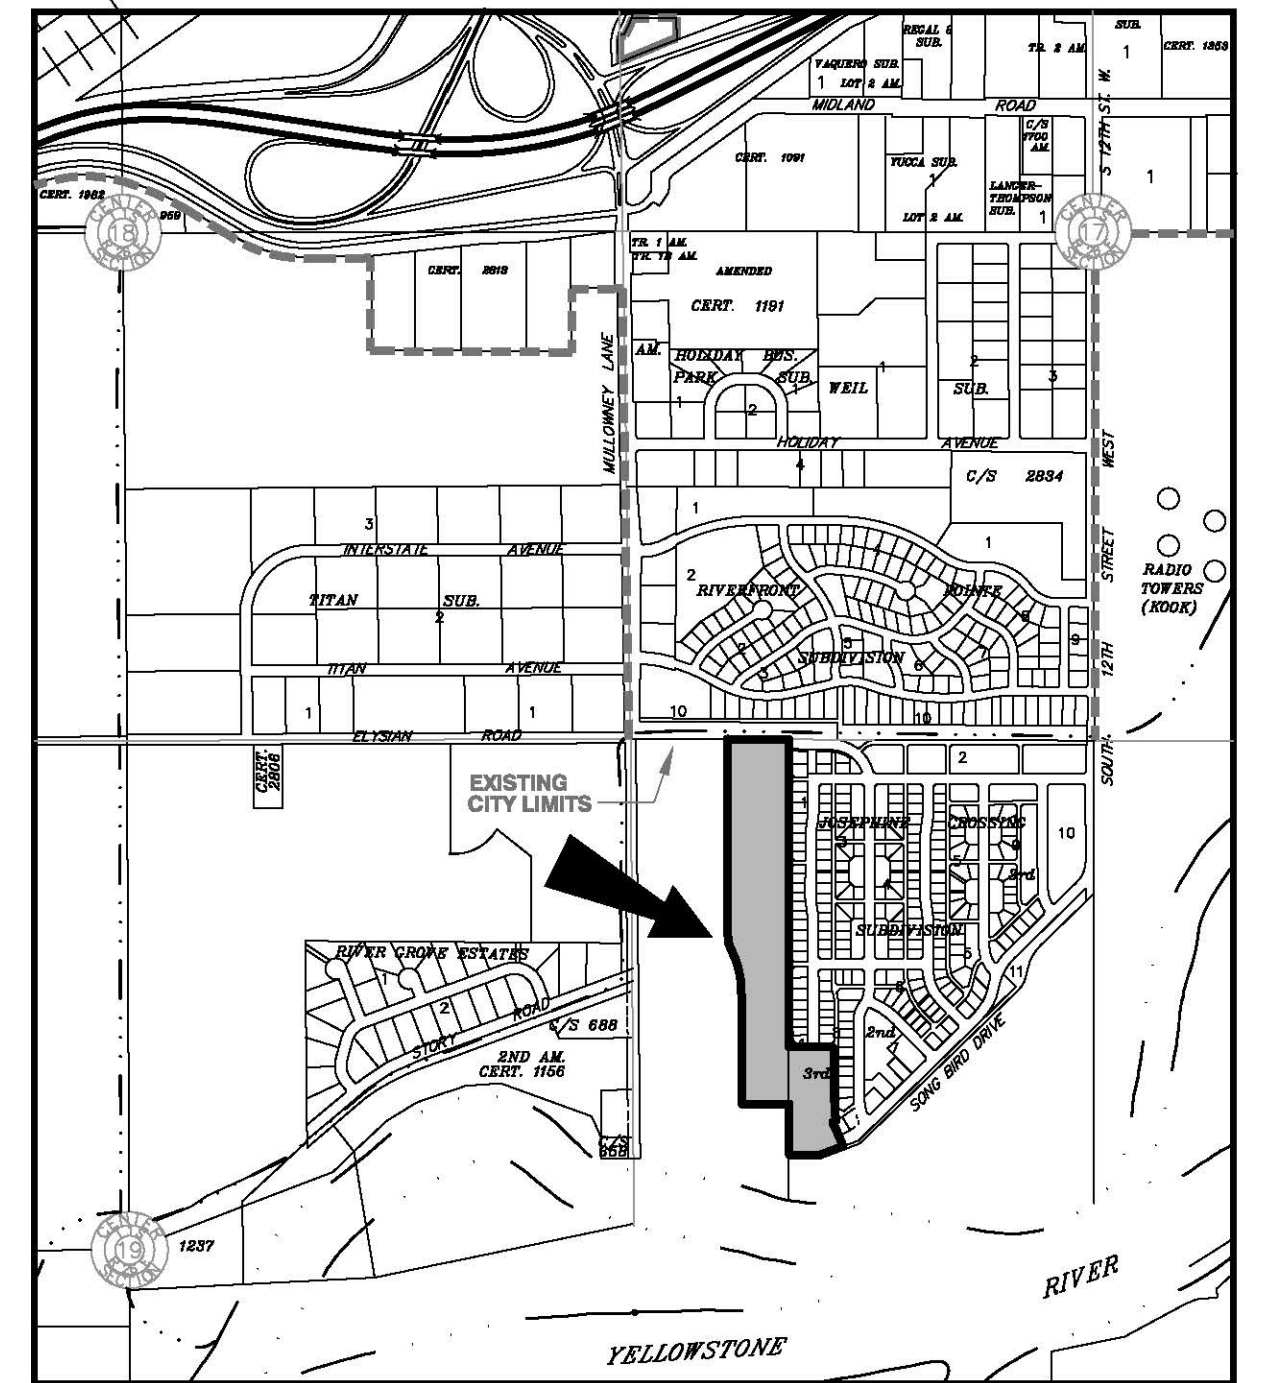 REGAL 6
SUB.
SUB.
1
TR. 2 AM.
CERT. 1353
VAQUERO SUB.
1 LOT 2 AM.
MIDLAND ROAD
S 12TH ST. W.
C/S
1700
AM.
CERT. 1091
YUCCA SUB.
1
LOT 2 AM.
LANGER-
THOMPSON
SUB.
1
1
CERT. 1962
959
CENTER
18
SECTION
CENTER
17
SECTION
TR. 1 AM.
CERT. 2613
AMENDED
CERT. 1191
MULLOWNEY LANE
AM.
HOLIDAY BUS.
PARK SUB.
1
2
1
WEIL
1
2
SUB.
3
HOLIDAY AVENUE
4
C/S 2834
SOUTH 12TH STREET WEST
1
3
INTERSTATE AVENUE
TITAN SUB.
2
TITAN AVENUE
1
1
ELYSIAN ROAD
1
2
RIVERFRONT POINTE
SUBDIVISION
2
3
5
6
7
8
9
10
10
RADIO
TOWERS
(KOOK)
CERT.
2806
EXISTING
CITY LIMITS
2
1
JOSEPHINE CROSSING
3
4
5
9
10
3rd
SUBDIVISION
5
6
11
2nd
7
3rd
SONG BIRD DRIVE
RIVER GROVE ESTATES
1
2
STORY ROAD
C/S 688
2ND AM.
CERT. 1156
C/S
668
CENTER
19
SECTION
1237
YELLOWSTONE RIVER